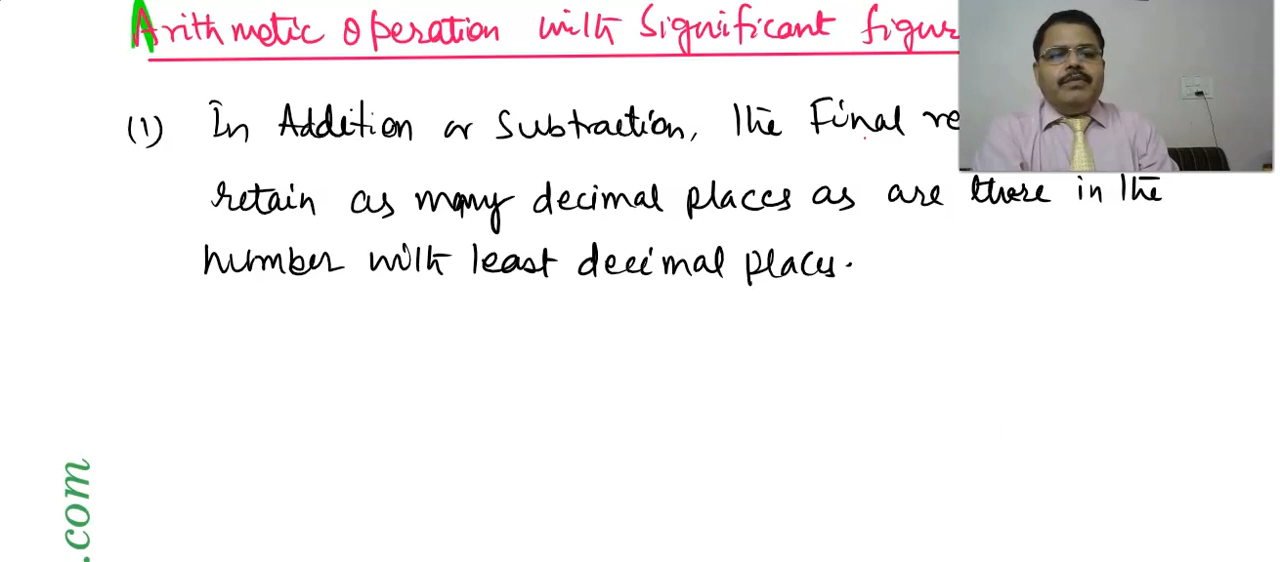 Arithmetic operation with significant figur
(1) In Addition or Subtraction, the Final re
retain as many decimal places as are there in the
number with least decimal places.
.com